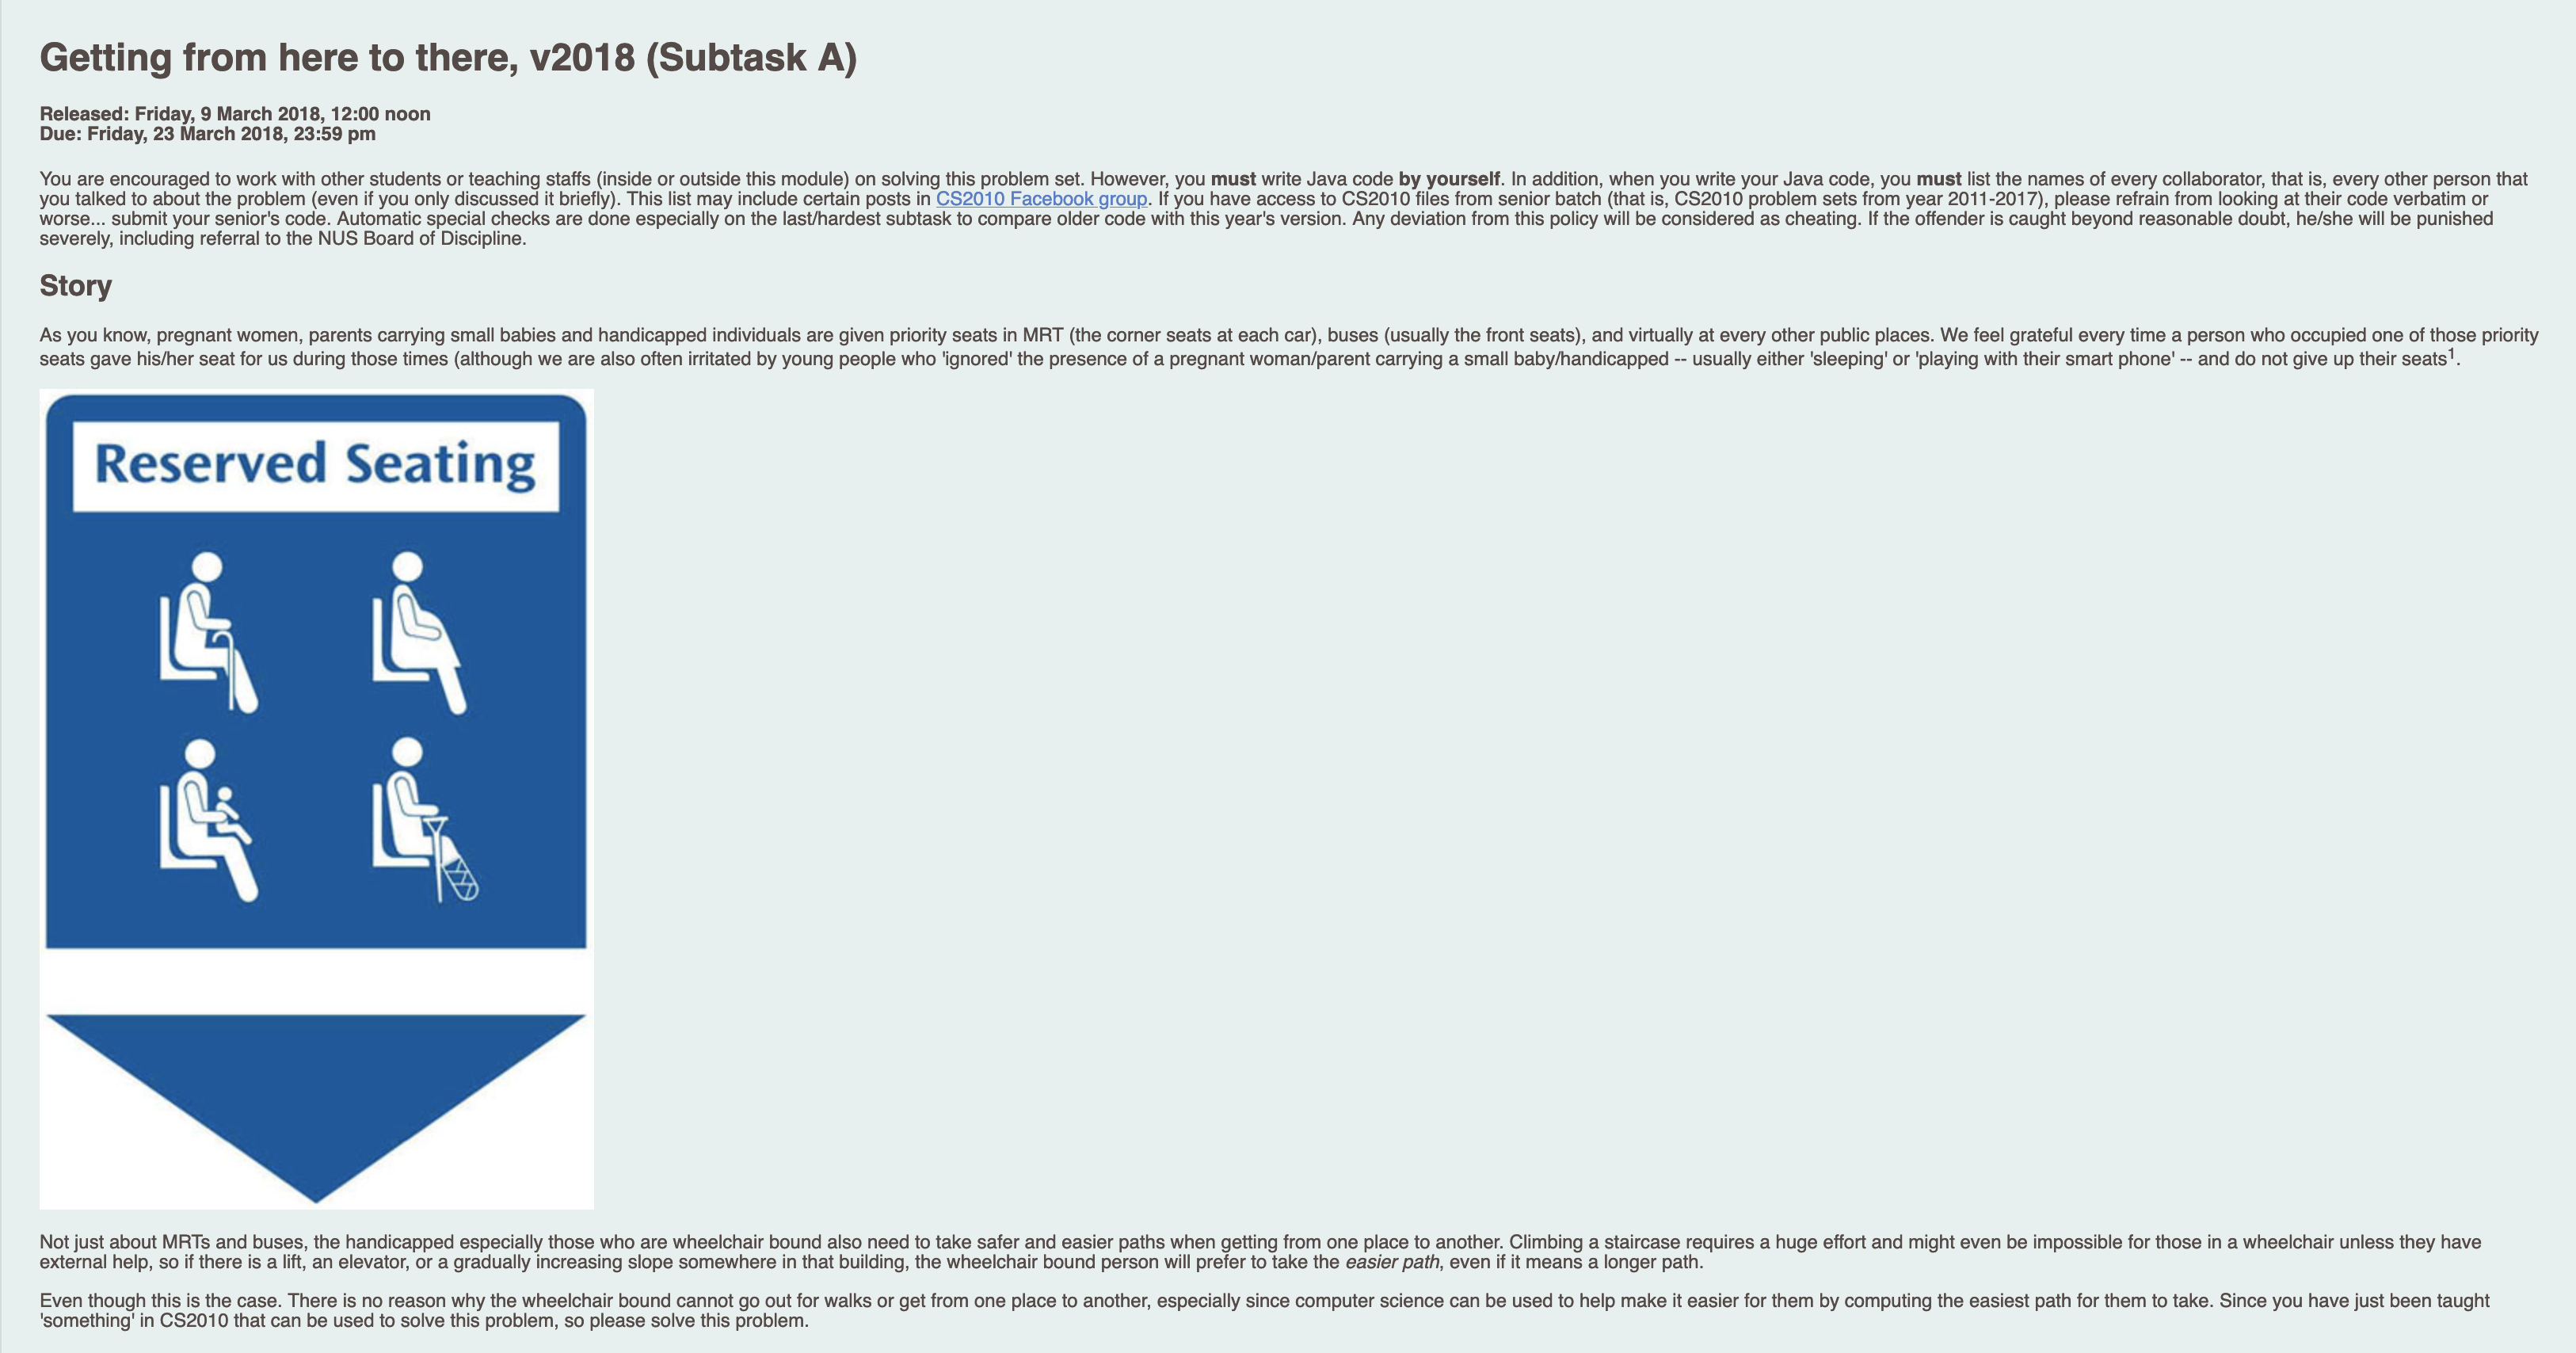 Getting from here to there, v2018 (Subtask A)
Released: Friday, 9 March 2018, 12:00 noon
Due: Friday, 23 March 2018, 23:59 pm
You are encouraged to work with other students or teaching staffs (inside or outside this module) on solving this problem set. However, you must write Java code by yourself. In addition, when you write your Java code, you must list the names of every collaborator, that is, every other person that
you talked to about the problem (even if you only discussed it briefly). This list may include certain posts in CS2010 Facebook group. If you have access to CS2010 files from senior batch (that is, CS2010 problem sets from year 2011-2017), please refrain from looking at their code verbatim or
worse... submit your senior's code. Automatic special checks are done especially on the last/hardest subtask to compare older code with this year's version. Any deviation from this policy will be considered as cheating. If the offender is caught beyond reasonable doubt, he/she will be punished
severely, including referral to the NUS Board of Discipline.
Story
As you know, pregnant women, parents carrying small babies and handicapped individuals are given priority seats in MRT (the corner seats at each car), buses (usually the front seats), and virtually at every other public places. We feel grateful every time a person who occupied one of those priority
seats gave his/her seat for us during those times (although we are also often irritated by young people who 'ignored' the presence of a pregnant woman/parent carrying a small baby/handicapped -- usually either 'sleeping' or 'playing with their smart phone' -- and do not give up their seats1.
Reserved Seating
Not just about MRTs and buses, the handicapped especially those who are wheelchair bound also need to take safer and easier paths when getting from one place to another. Climbing a staircase requires a huge effort and might even be impossible for those in a wheelchair unless they have
external help, so if there is a lift, an elevator, or a gradually increasing slope somewhere in that building, the wheelchair bound person will prefer to take the easier path, even if it means a longer path.
Even though this is the case. There is no reason why the wheelchair bound cannot go out for walks or get from one place to another, especially since computer science can be used to help make it easier for them by computing the easiest path for them to take. Since you have just been taught
'something' in CS2010 that can be used to solve this problem, so please solve this problem.